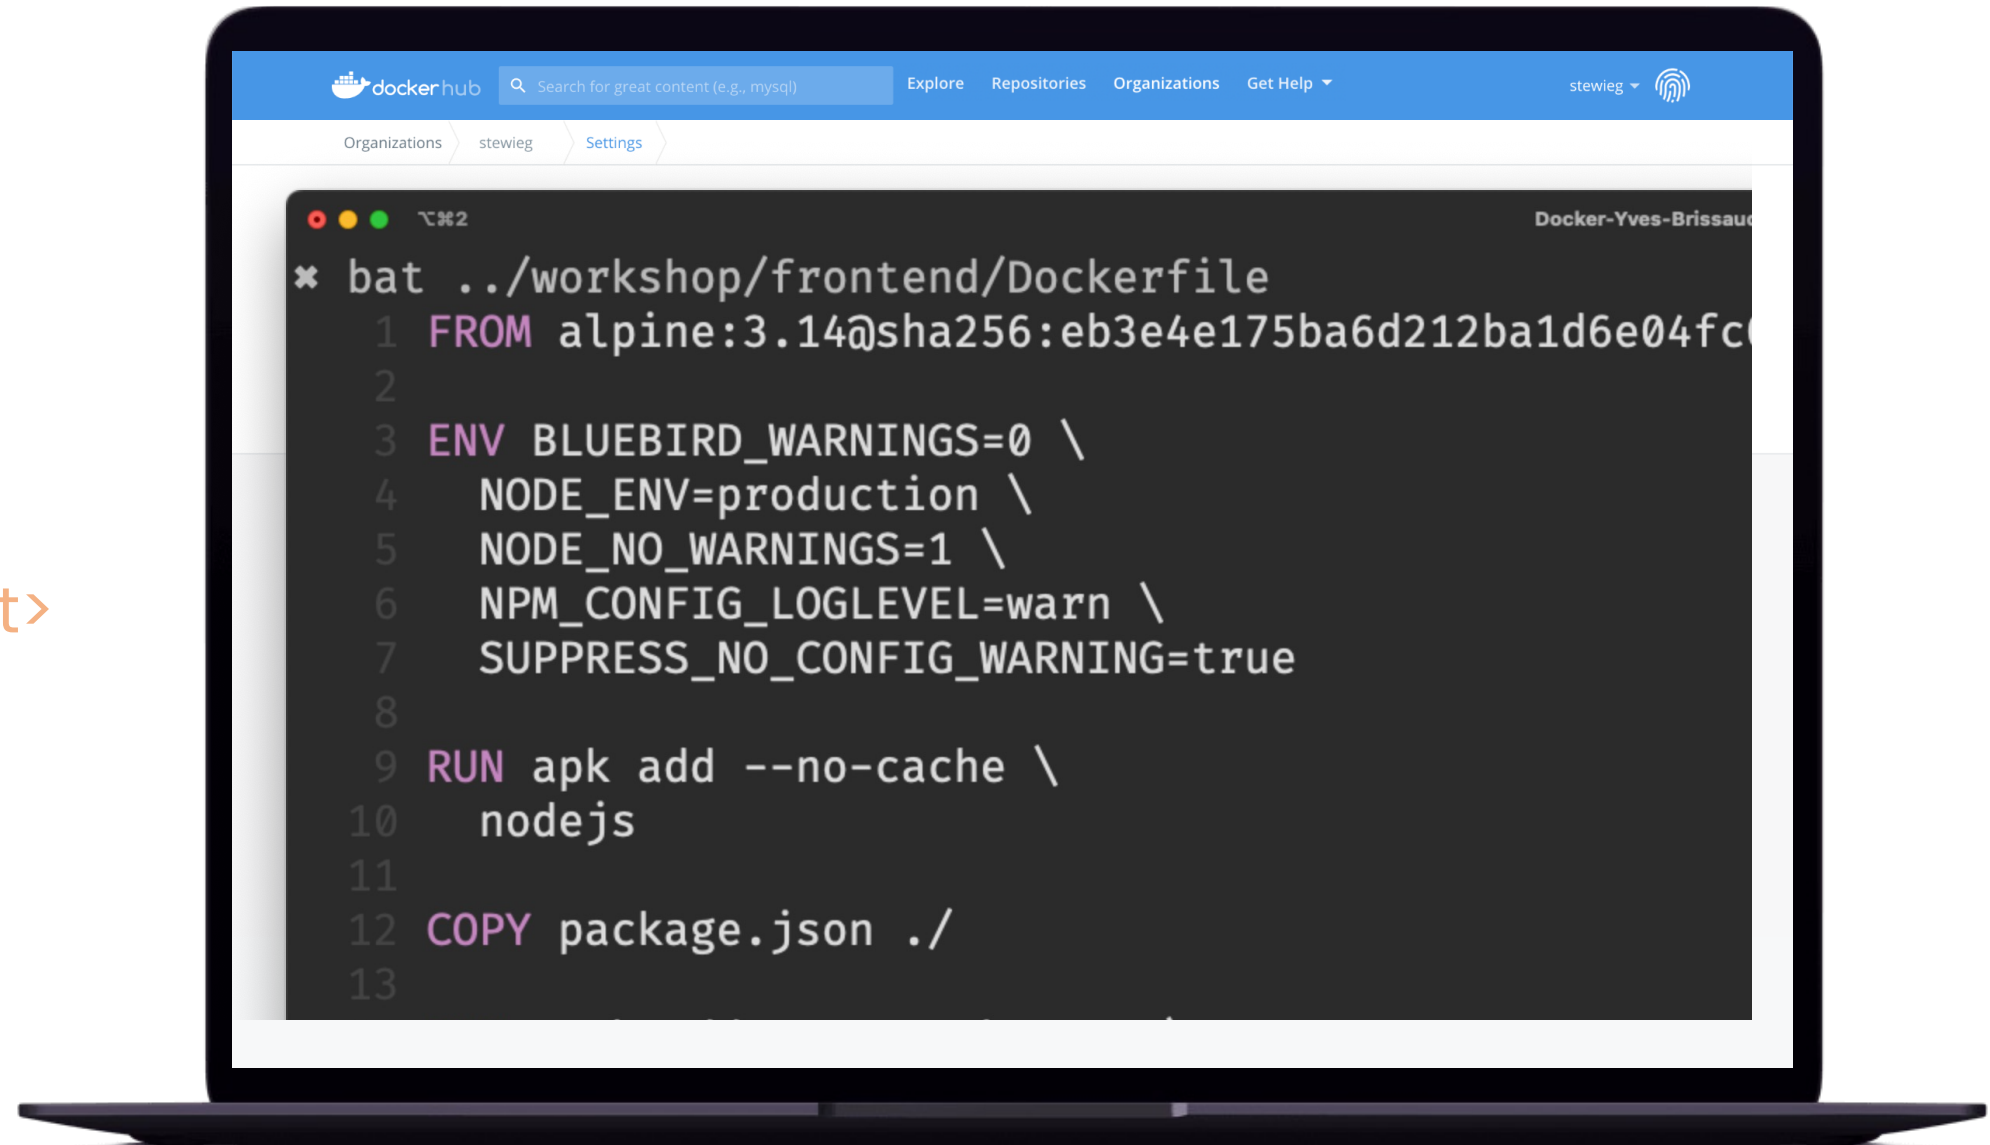 docker hub
Search for great content (e.g., mysql)
Explore
Repositories
Organizations
Get Help
stewieg
Organizations
stewieg
Settings
⌥⌘2
Docker-Yves-Brissaud
✖ bat ../workshop/frontend/Dockerfile
1 FROM alpine:3.14@sha256:eb3e4e175ba6d212ba1d6e04fc
2
3 ENV BLUEBIRD_WARNINGS=0 \
4 NODE_ENV=production \
5 NODE_NO_WARNINGS=1 \
t>
6 NPM_CONFIG_LOGLEVEL=warn \
7 SUPPRESS_NO_CONFIG_WARNING=true
8
9 RUN apk add --no-cache \
10 nodejs
11
12 COPY package.json ./
13